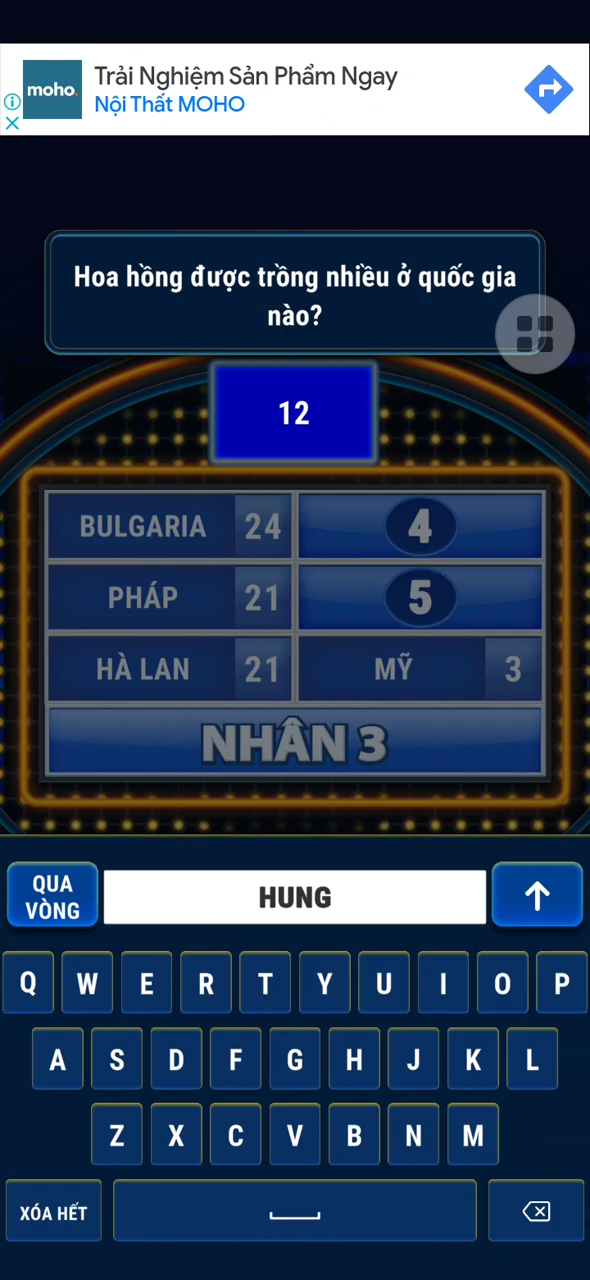 moho.
Trải Nghiệm Sản Phẩm Ngay
Nội Thất MOHO
Hoa hồng được trồng nhiều ở quốc gia
nào?
12
BULGARIA 24 4
PHÁP 21 5
HÀ LAN 21 MỸ 3
NHÂN 3
QUA
VÒNG
HUNG
Q W E R T Y U I O P
A S D F G H J K L
Z X C V B N M
XÓA HẾT